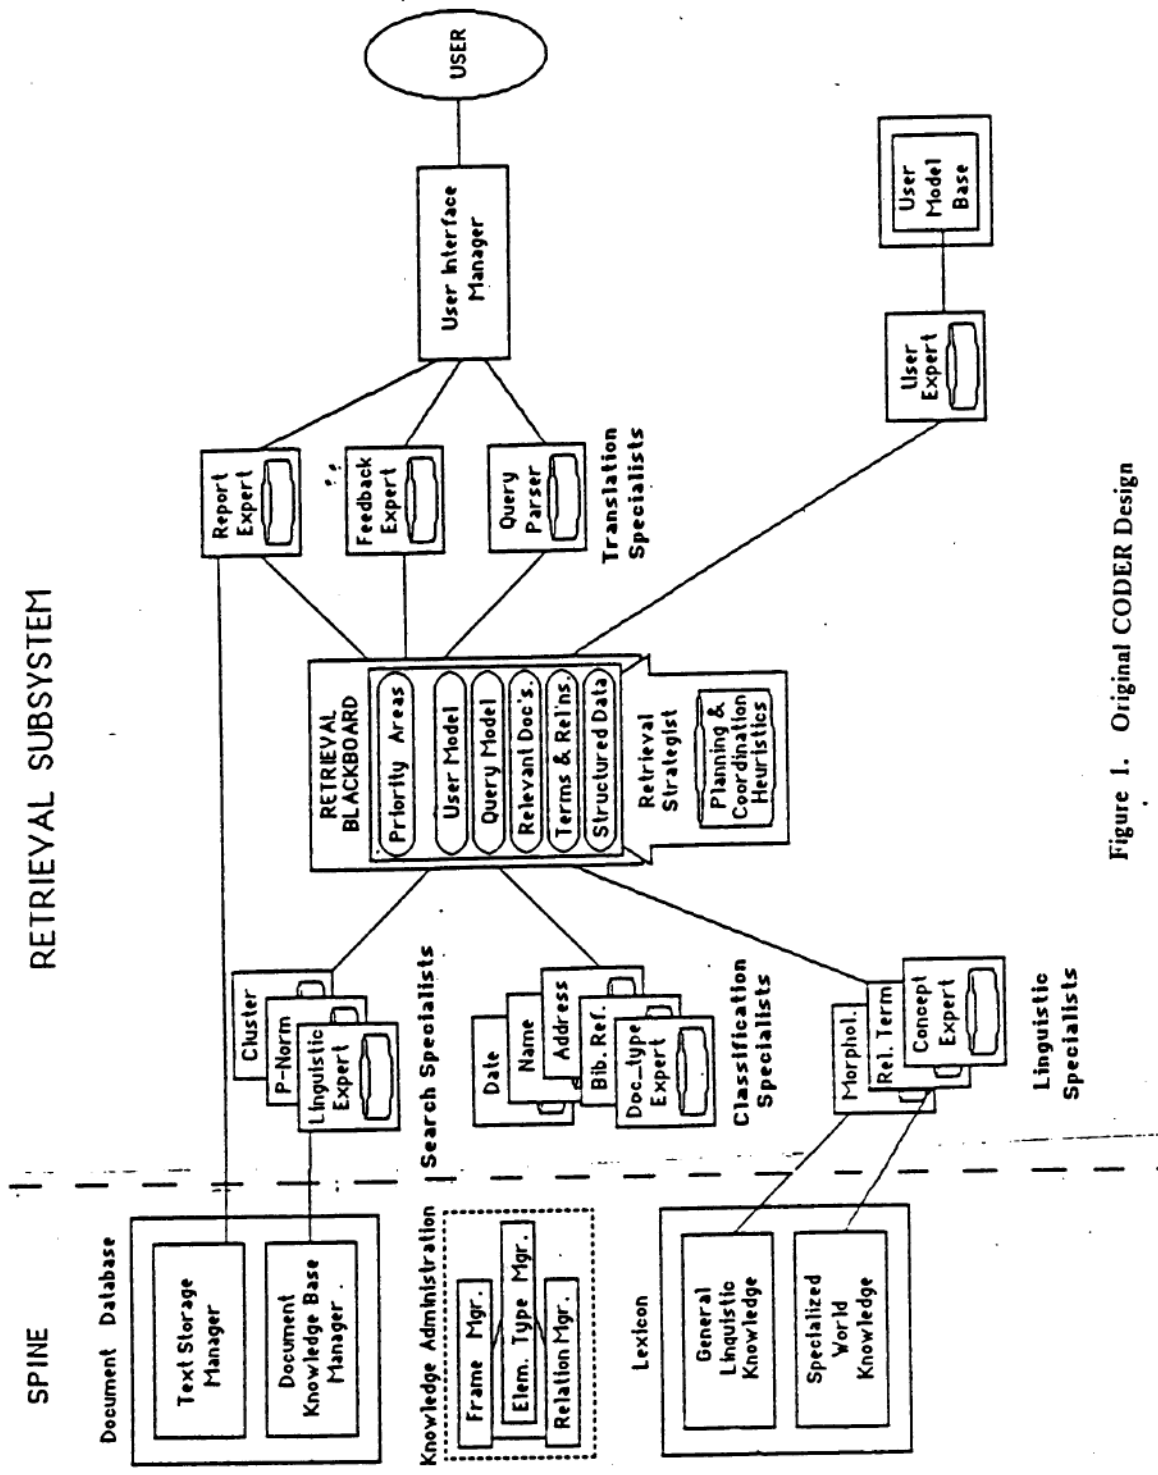 SPINE
RETRIEVAL SUBSYSTEM
Document Database
Text Storage
Manager
Document
Knowledge Base
Manager
Knowledge Administration
Frame Mgr.
Elem. Type Mgr.
Relation Mgr.
Lexicon
General
Linguistic
Knowledge
Specialized
World
Knowledge
Cluster
P-Norm
Linguistic
Expert
Search Specialists
Date
Name
Address
Bib. Ref.
Doc_type
Expert
Classification
Specialists
Morphol.
Rel. Term
Concept
Expert
Linguistic
Specialists
RETRIEVAL
BLACKBOARD
Priority Areas
User Model
Query Model
Relevant Doc's.
Terms & Rel'ns.
Structured Data
Retrieval
Strategist
Planning &
Coordination
Heuristics
Report
Expert
Feedback
Expert
Query
Parser
Translation
Specialists
User Interface
Manager
USER
User
Expert
User
Model
Base
Figure 1. Original CODER Design